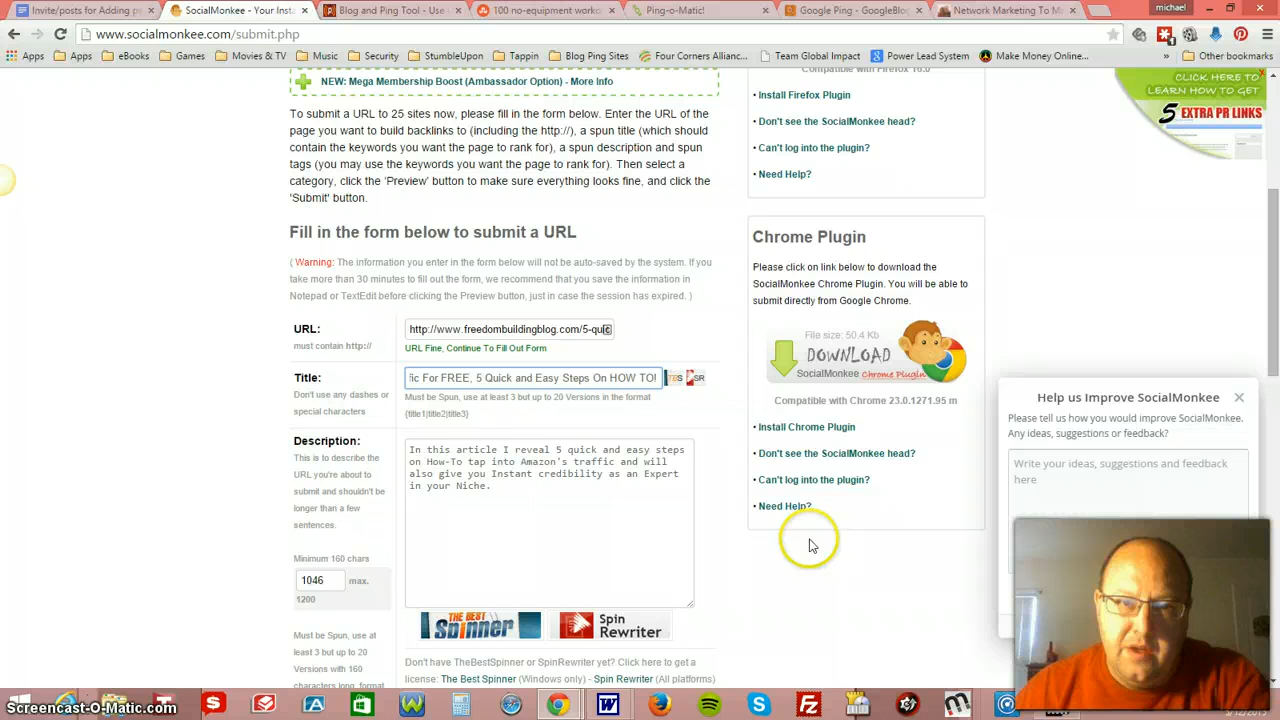 Invite/posts for Adding p
SocialMonkee - Your Inst
Blog and Ping Tool - Use
100 no-equipment worko
Ping-o-Matic!
Google Ping - GoogleBlog
Network Marketing To M
michael
www.socialmonkee.com/submit.php
Apps
Apps
eBooks
Games
Movies & TV
Music
Security
StumbleUpon
Tappin
Blog Ping Sites
Four Corners Allianc...
Team Global Impact
Power Lead System
Make Money Online...
»
Other bookmarks
NEW: Mega Membership Boost (Ambassador Option) - More Info
To submit a URL to 25 sites now, please fill in the form below. Enter the URL of the
page you want to build backlinks to (including the http://), a spun title (which should
contain the keywords you want the page to rank for), a spun description and spun
tags (you may use the keywords you want the page to rank for). Then select a
category, click the 'Preview' button to make sure everything looks fine, and click the
'Submit' button.
Fill in the form below to submit a URL
( Warning: The information you enter in the form below will not be auto-saved by the system. If you
take more than 30 minutes to fill out the form, we recommend that you save the information in
Notepad or TextEdit before clicking the Preview button, just in case the session has expired. )
URL:
must contain http://
http://www.freedombuildingblog.com/5-quic
URL Fine, Continue To Fill Out Form
Title:
Don't use any dashes or
special characters
ic For FREE, 5 Quick and Easy Steps On HOW TO!
TBS
SR
Must be Spun, use at least 3 but up to 20 Versions in the format
{title1|title2|title3}
Description:
This is to describe the
URL you're about to
submit and shouldn't be
longer than a few
sentences.
Minimum 160 chars
1046
max.
1200
Must be Spun, use at
least 3 but up to 20
Versions with 160
characters long, format
In this article I reveal 5 quick and easy steps
on How-To tap into Amazon's traffic and will
also give you Instant credibility as an Expert
in your Niche.
THE BEST
Spinner
Spin
Rewriter
Don't have TheBestSpinner or SpinRewriter yet? Click here to get a
license: The Best Spinner (Windows only) - Spin Rewriter (All platforms)
Compatible with Firefox 16.0
• Install Firefox Plugin
• Don't see the SocialMonkee head?
• Can't log into the plugin?
• Need Help?
Chrome Plugin
Please click on link below to download the
SocialMonkee Chrome Plugin. You will be able to
submit directly from Google Chrome.
File size: 50.4 Kb
DOWNLOAD
SocialMonkee Chrome Plugin
Compatible with Chrome 23.0.1271.95 m
• Install Chrome Plugin
• Don't see the SocialMonkee head?
• Can't log into the plugin?
• Need Help?
CLICK HERE TO
LEARN HOW TO GET
5 EXTRA PR LINKS
Help us Improve SocialMonkee
Please tell us how you would improve SocialMonkee.
Any ideas, suggestions or feedback?
Write your ideas, suggestions and feedback
here
Screencast-O-Matic.com